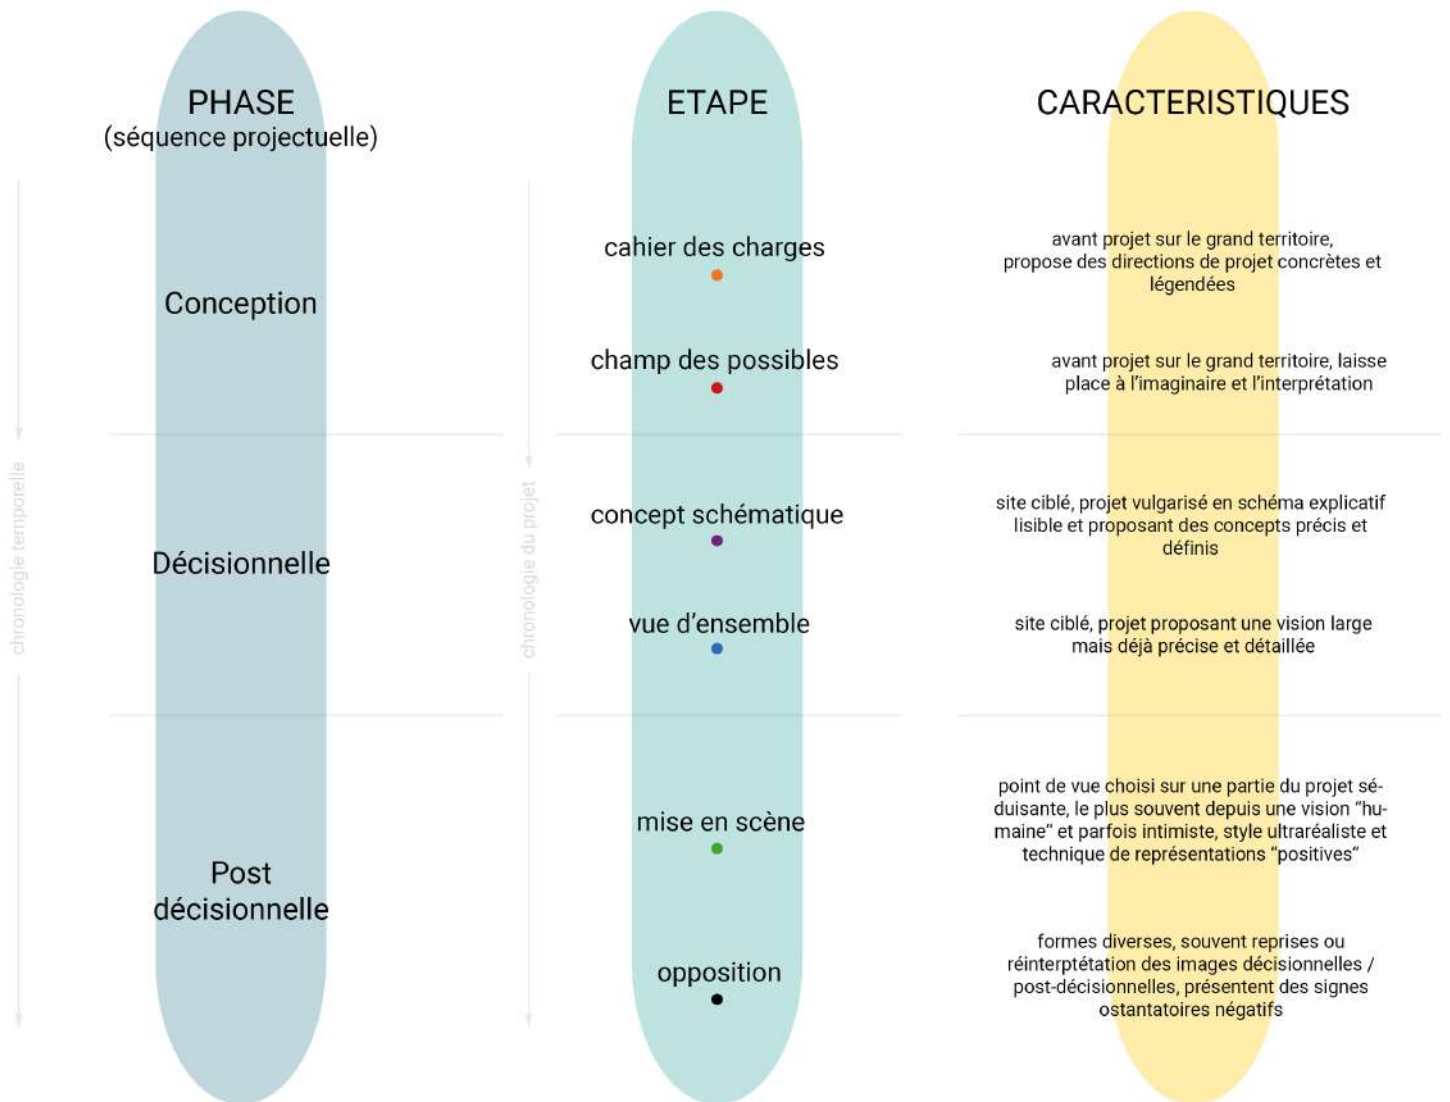 PHASE
(séquence projectuelle)
ETAPE
CARACTERISTIQUES
chronologie temporelle
chronologie du projet
Conception
cahier des charges
avant projet sur le grand territoire,
propose des directions de projet concrètes et
légendées
champ des possibles
avant projet sur le grand territoire, laisse
place à l'imaginaire et l'interprétation
Décisionnelle
concept schématique
site ciblé, projet vulgarisé en schéma explicatif
lisible et proposant des concepts précis et
définis
vue d'ensemble
site ciblé, projet proposant une vision large
mais déjà précise et détaillée
Post
décisionnelle
mise en scène
point de vue choisi sur une partie du projet sé-
duisante, le plus souvent depuis une vision "hu-
maine" et parfois intimiste, style ultraréaliste et
technique de représentations "positives"
opposition
formes diverses, souvent reprises ou
réinterptétation des images décisionnelles /
post-décisionnelles, présentent des signes
ostantatoires négatifs